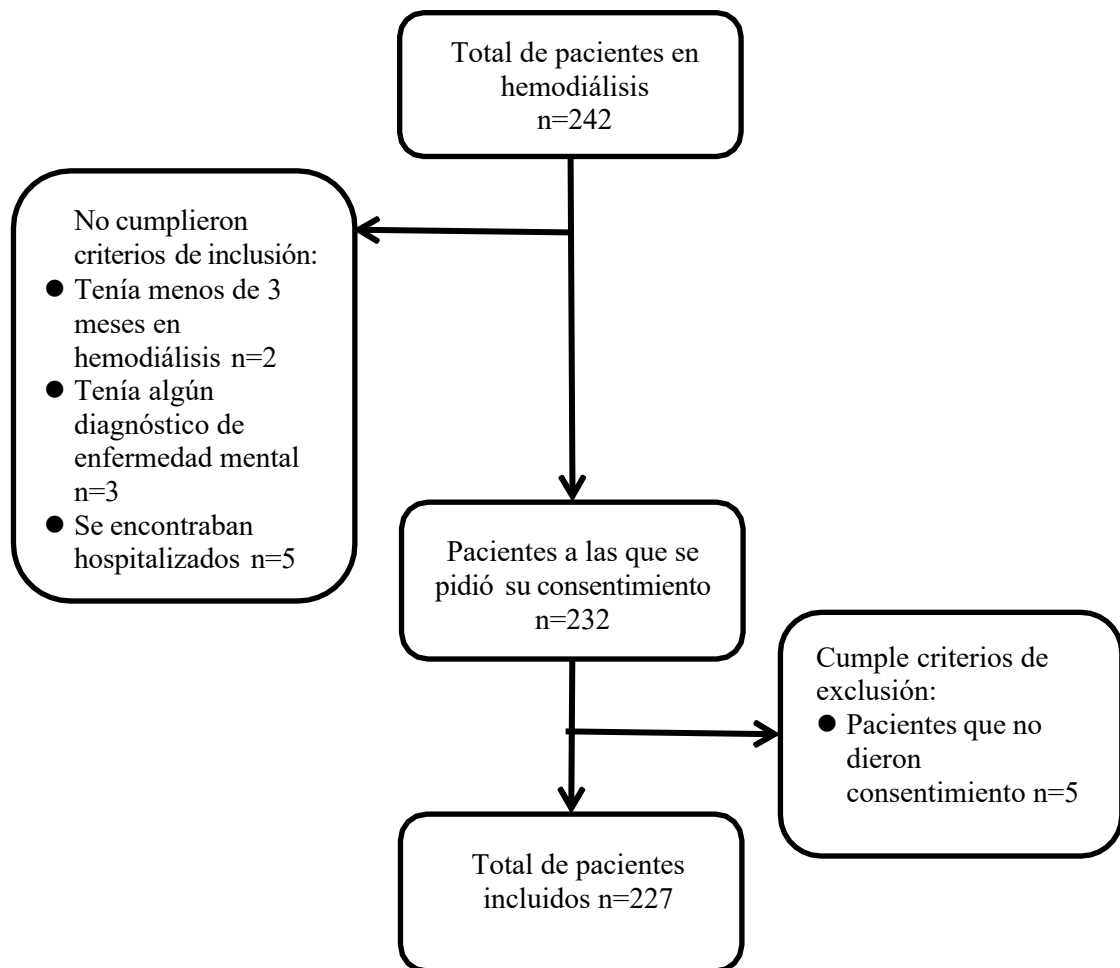 Total de pacientes en
hemodiálisis
n=242
No cumplieron
criterios de inclusión:
● Tenía menos de 3
meses en
hemodiálisis n=2
● Tenía algún
diagnóstico de
enfermedad mental
n=3
● Se encontraban
hospitalizados n=5
Pacientes a las que se
pidió su consentimiento
n=232
Cumple criterios de
exclusión:
● Pacientes que no
dieron
consentimiento n=5
Total de pacientes
incluidos n=227